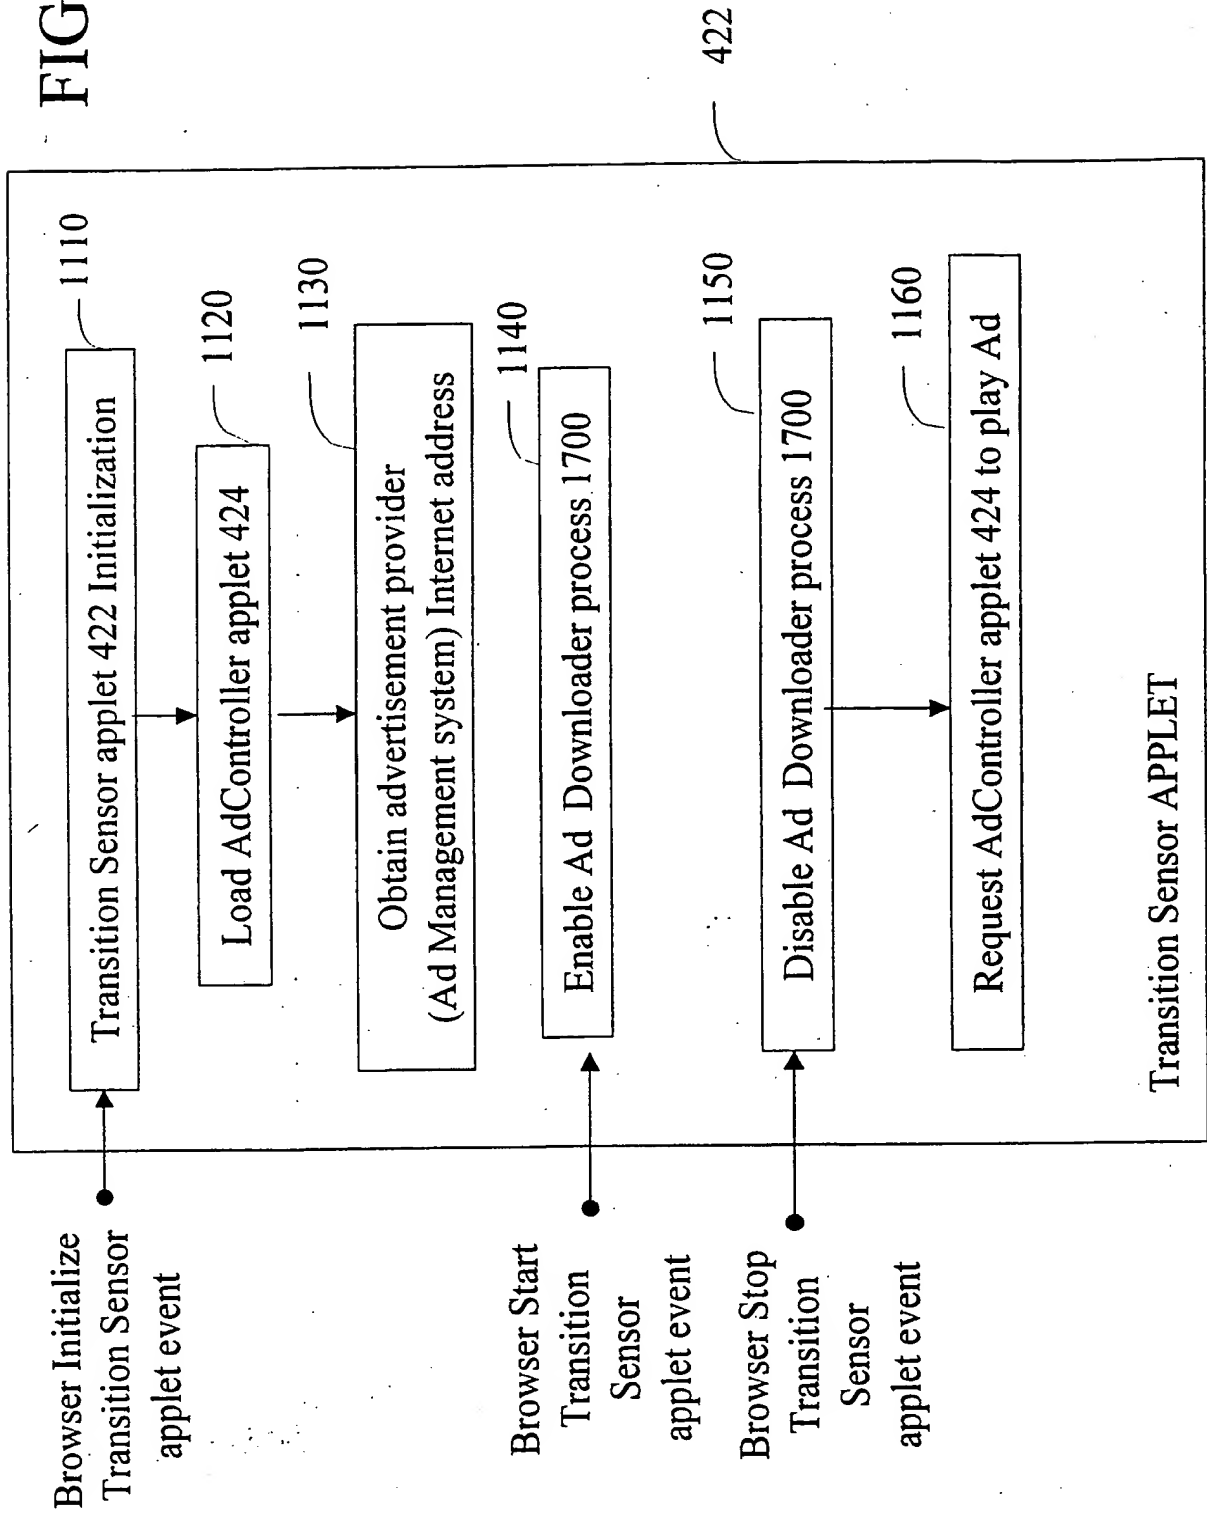 FIG
Browser Initialize
Transition Sensor
applet event
Transition Sensor applet 422 Initialization
1110
Load AdController applet 424
1120
Obtain advertisement provider
(Ad Management system) Internet address
1130
Browser Start
Transition
Sensor
applet event
Enable Ad Downloader process 1700
1140
Browser Stop
Transition
Sensor
applet event
Disable Ad Downloader process 1700
1150
Request AdController applet 424 to play Ad
1160
Transition Sensor APPLET
422